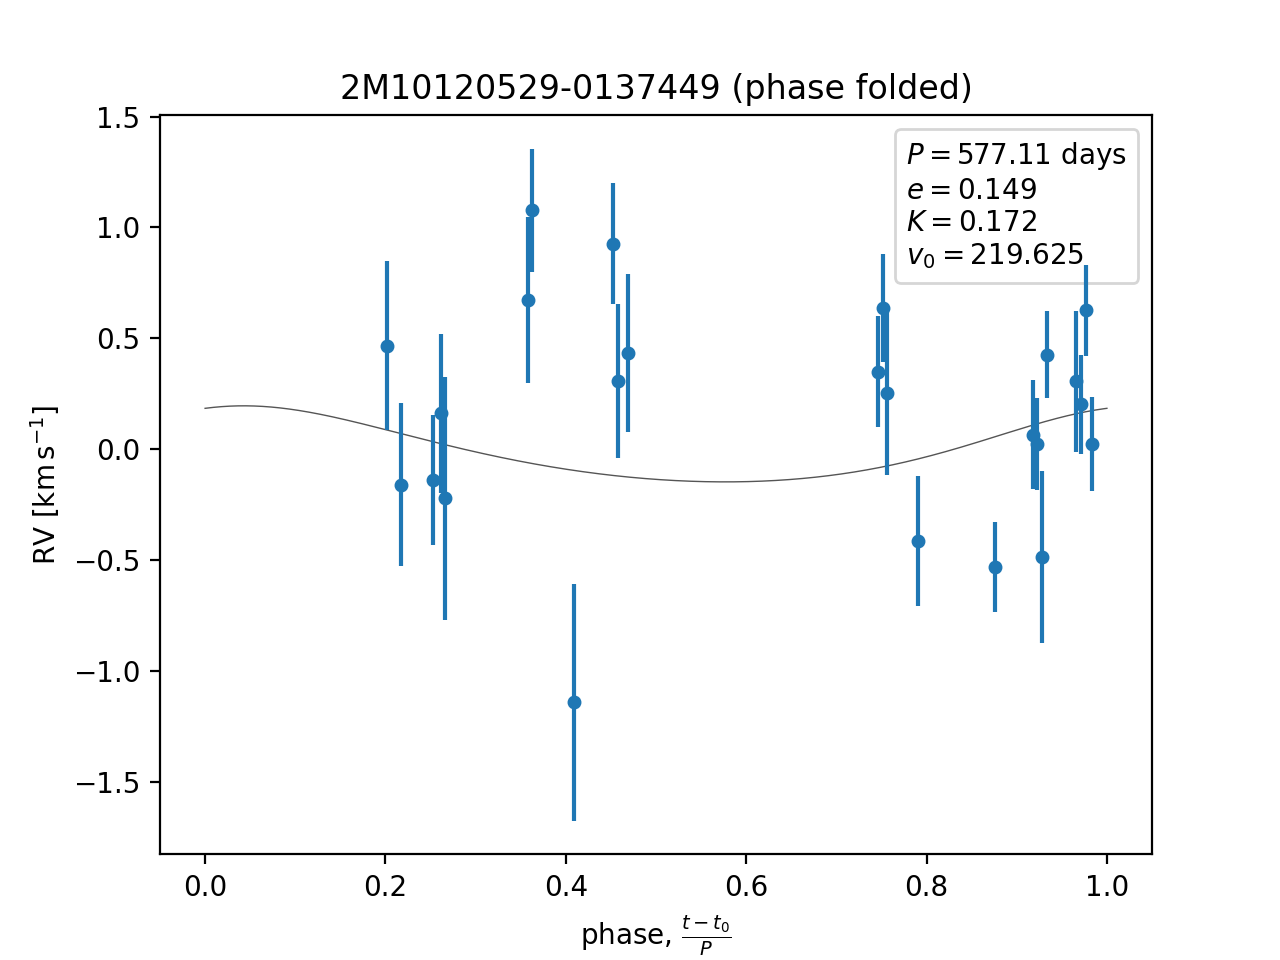 2M10120529-0137449 (phase folded)
P = 577.11 days
e = 0.149
K = 0.172
v₀ = 219.625
1.5
1.0
0.5
0.0
−0.5
−1.0
−1.5
RV [km s⁻¹]
0.0 0.2 0.4 0.6 0.8 1.0
phase, (t − t₀)/P